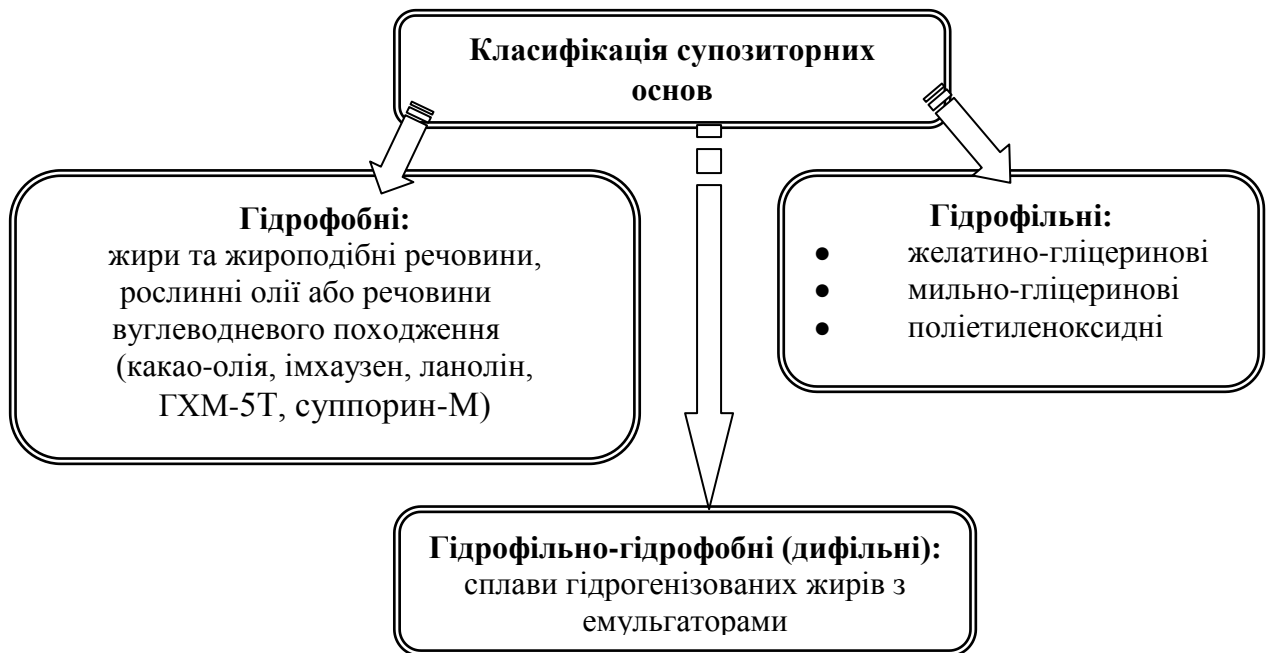 Класифікація супозиторних
основ
Гідрофобні:
жири та жироподібні речовини,
рослинні олії або речовини
вуглеводневого походження
(какао-олія, імхаузен, ланолін,
ГХМ-5Т, суппорин-М)
Гідрофільні:
● желатино-гліцеринові
● мильно-гліцеринові
● поліетиленоксидні
Гідрофільно-гідрофобні (дифільні):
сплави гідрогенізованих жирів з
емульгаторами